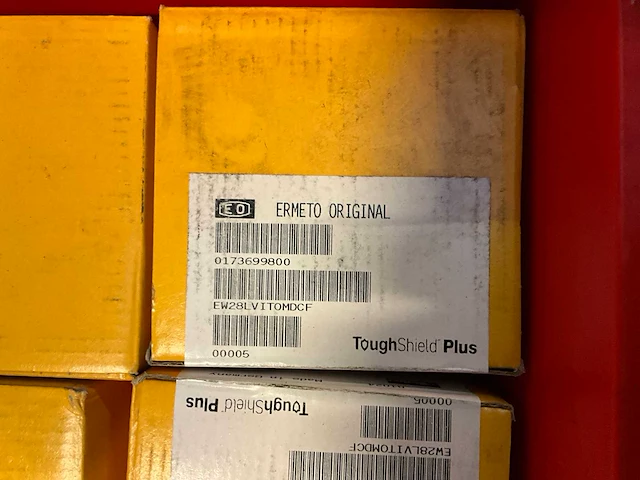 EO ERMETO ORIGINAL
0173699800
EW28LVITOMDCF
00005
ToughShield Plus
ToughShield Plus
00005
EW28LVITOMDCF